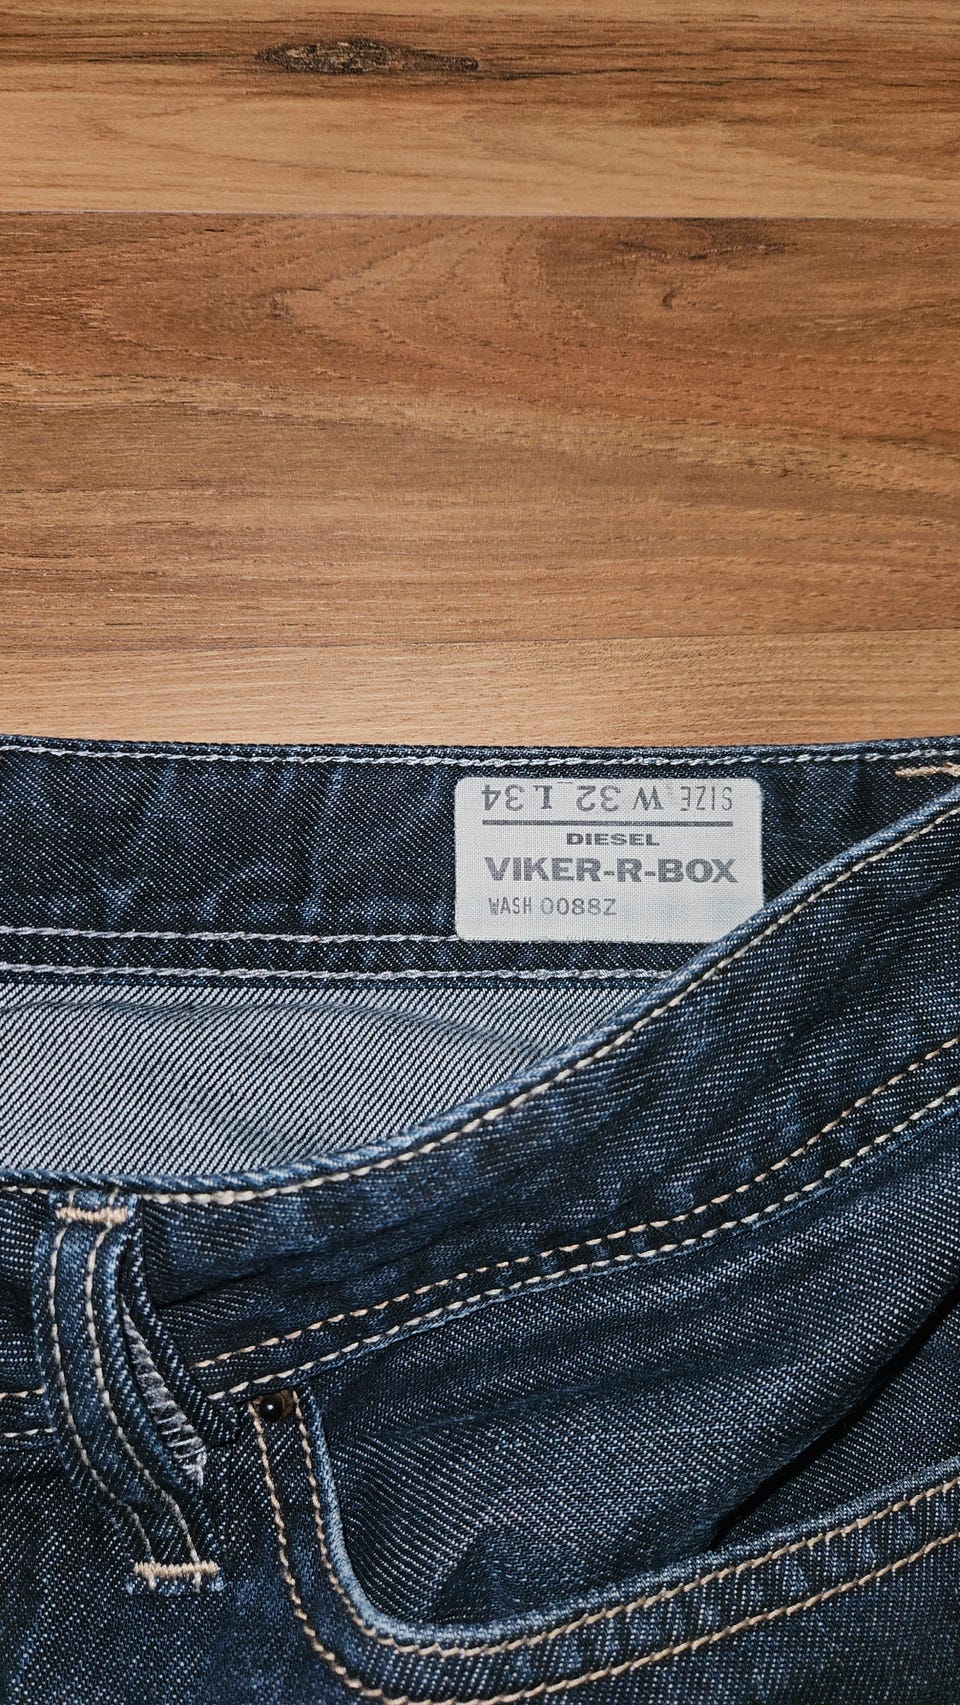 SIZE W 32 L 34
DIESEL
VIKER-R-BOX
WASH 0088Z